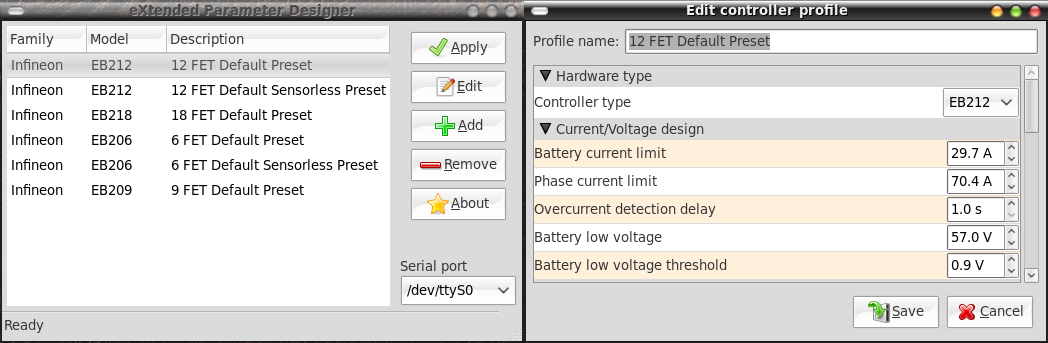 eXtended Parameter Designer
Family Model Description
Infineon EB212 12 FET Default Preset
Infineon EB212 12 FET Default Sensorless Preset
Infineon EB218 18 FET Default Preset
Infineon EB206 6 FET Default Preset
Infineon EB206 6 FET Default Sensorless Preset
Infineon EB209 9 FET Default Preset
Apply
Edit
Add
Remove
About
Serial port
/dev/ttyS0
Ready
Edit controller profile
Profile name: 12 FET Default Preset
Hardware type
Controller type EB212
Current/Voltage design
Battery current limit 29.7 A
Phase current limit 70.4 A
Overcurrent detection delay 1.0 s
Battery low voltage 57.0 V
Battery low voltage threshold 0.9 V
Save Cancel